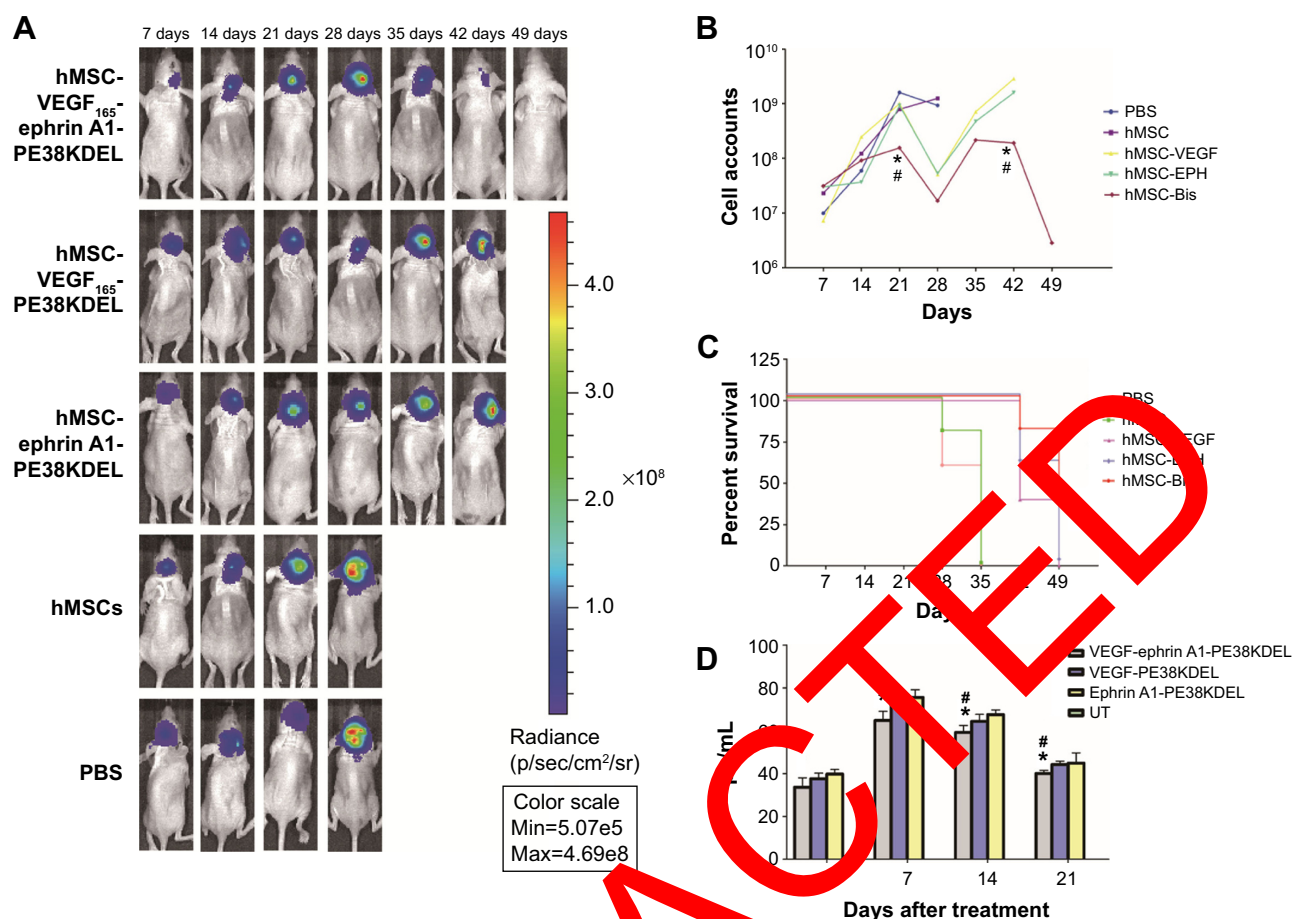 A
7 days 14 days 21 days 28 days 35 days 42 days 49 days
hMSC-
VEGF165-
ephrin A1-
PE38KDEL
hMSC-
VEGF165-
PE38KDEL
hMSC-
ephrin A1-
PE38KDEL
hMSCs
PBS
4.0
3.0
2.0
1.0
×10^8
Radiance
(p/sec/cm²/sr)
Color scale
Min=5.07e5
Max=4.69e8
B
Cell accounts
10^10
10^9
10^8
10^7
10^6
* #
* #
7 14 21 28 35 42 49
Days
PBS
hMSC
hMSC-VEGF
hMSC-EPH
hMSC-Bis
C
Percent survival
125
100
75
50
25
0
7 14 21 28 35 49
PBS
D
100
80
40
20
0
/mL
# *
# *
7 14 21
Days after treatment
VEGF-ephrin A1-PE38KDEL
VEGF-PE38KDEL
Ephrin A1-PE38KDEL
UT
ACTED